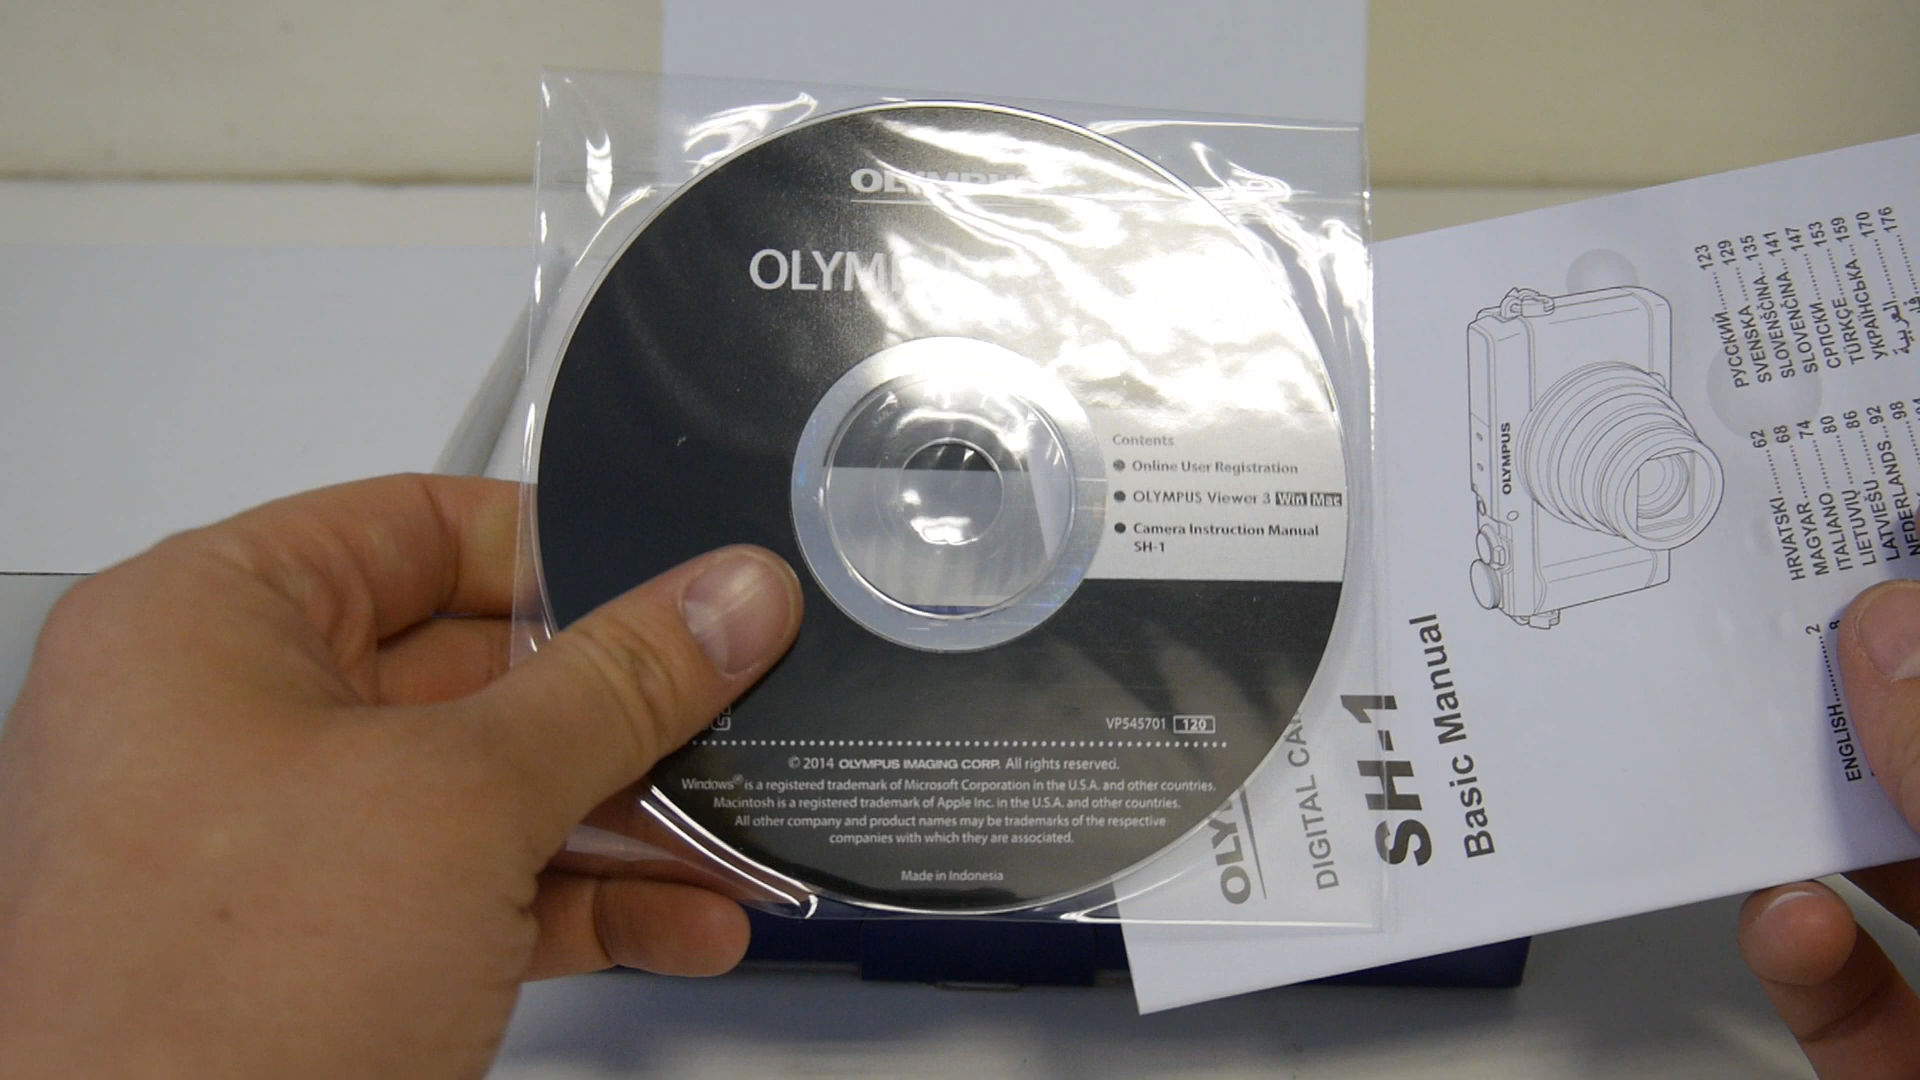 OLYMPUS
OLYM
Contents
● Online User Registration
● OLYMPUS Viewer 3 Win Mac
● Camera Instruction Manual
SH-1
VP545701 120
© 2014 OLYMPUS IMAGING CORP. All rights reserved.
Windows® is a registered trademark of Microsoft Corporation in the U.S.A. and other countries.
Macintosh is a registered trademark of Apple Inc. in the U.S.A. and other countries.
All other company and product names may be trademarks of the respective
companies with which they are associated.
Made in Indonesia
OLY
DIGITAL CA
SH-1
Basic Manual
OLYMPUS
ENGLISH 2
HRVATSKI 62
MAGYAR 68
ITALIANO 74
LIETUVIŲ 80
LATVIEŠU 86
NEDERLANDS 92
98
РУССКИЙ 123
SVENSKA 129
SLOVENŠČINA 135
SLOVENČINA 141
SLOVENCI 147
СРПСКИ 153
TÜRKÇE 159
УКРАЇНСЬКА 170
العربية 176